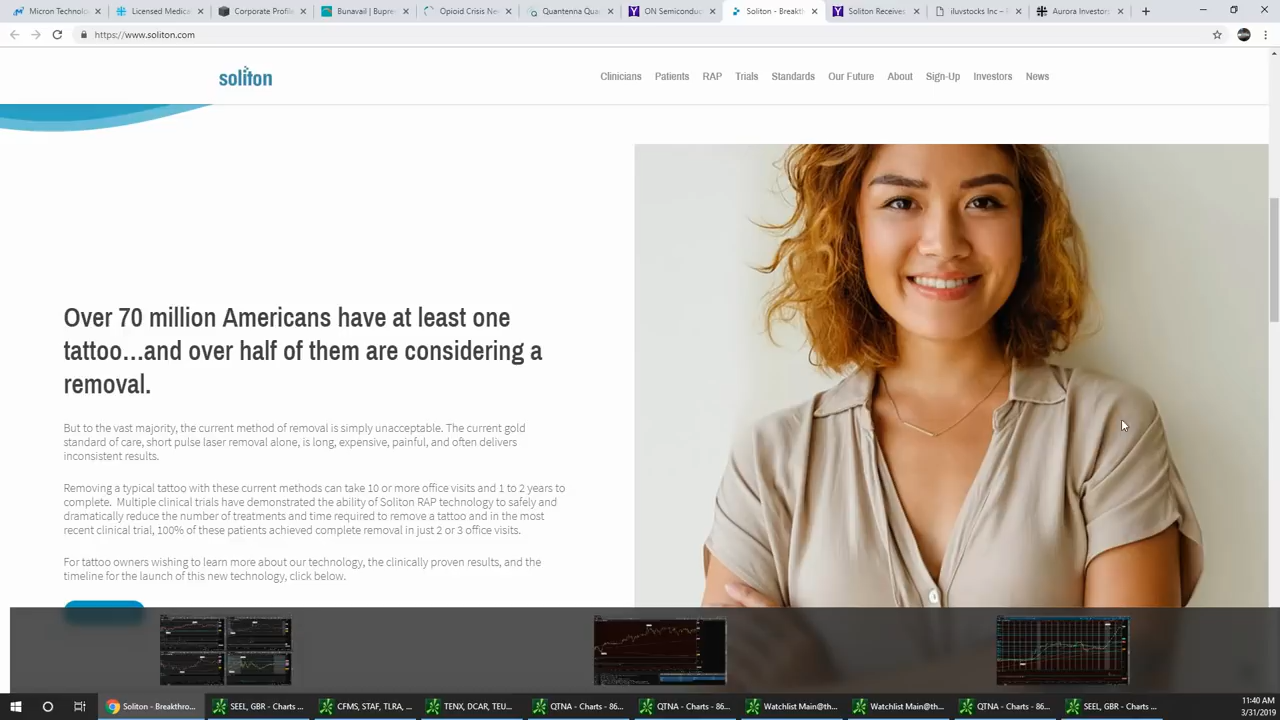 Micron Technolo
Licensed Medica
Corporate Profile
Bunavail | Bupre
Opioid Crisis Ne
Quantenna Qua
ON Semiconduc
Soliton - Breakth
Soliton Receives
iluvstocks Inc –
Aurora Investor
https://www.soliton.com
soliton
Clinicians
Patients
RAP
Trials
Standards
Our Future
About
Sign-Up
Investors
News
Over 70 million Americans have at least one
tattoo...and over half of them are considering a
removal.
But to the vast majority, the current method of removal is simply unacceptable. The current gold
standard of care, short pulse laser removal alone, is long, expensive, painful, and often delivers
inconsistent results.
Removing a typical tattoo with these current methods can take 10 or more office visits and 1 to 2 years to
complete. Multiple clinical trials have demonstrated the ability of Soliton RAP technology to safely and
dramatically reduce the number of treatments and time required to remove a tattoo and in the most
recent clinical trial, 100% of these patients achieved complete removal in just 2 or 3 office visits.
For tattoo owners wishing to learn more about our technology, the clinically proven results, and the
timeline for the launch of this new technology, click below.
Soliton - Breakthro...
SEEL, GBR - Charts ...
CFMS, STAF, TLRA, ...
TENX, DCAR, TEU...
QTNA - Charts - 86...
QTNA - Charts - 86...
Watchlist Main@th...
Watchlist Main@th...
QTNA - Charts - 86...
SEEL, GBR - Charts ...
11:40 AM
3/31/2019